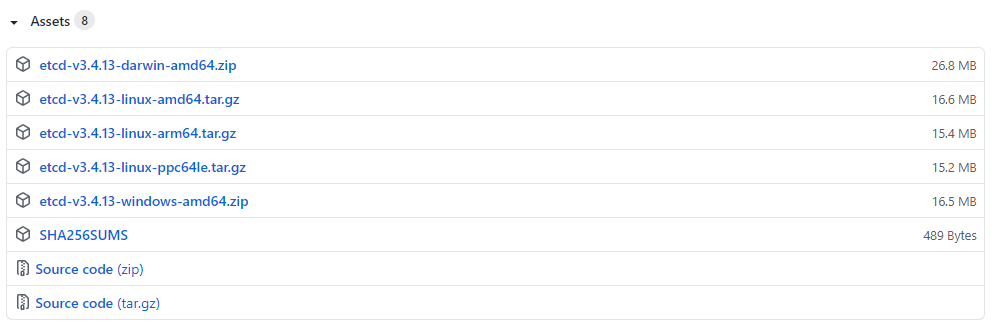 Assets 8
etcd-v3.4.13-darwin-amd64.zip 26.8 MB
etcd-v3.4.13-linux-amd64.tar.gz 16.6 MB
etcd-v3.4.13-linux-arm64.tar.gz 15.4 MB
etcd-v3.4.13-linux-ppc64le.tar.gz 15.2 MB
etcd-v3.4.13-windows-amd64.zip 16.5 MB
SHA256SUMS 489 Bytes
Source code (zip)
Source code (tar.gz)